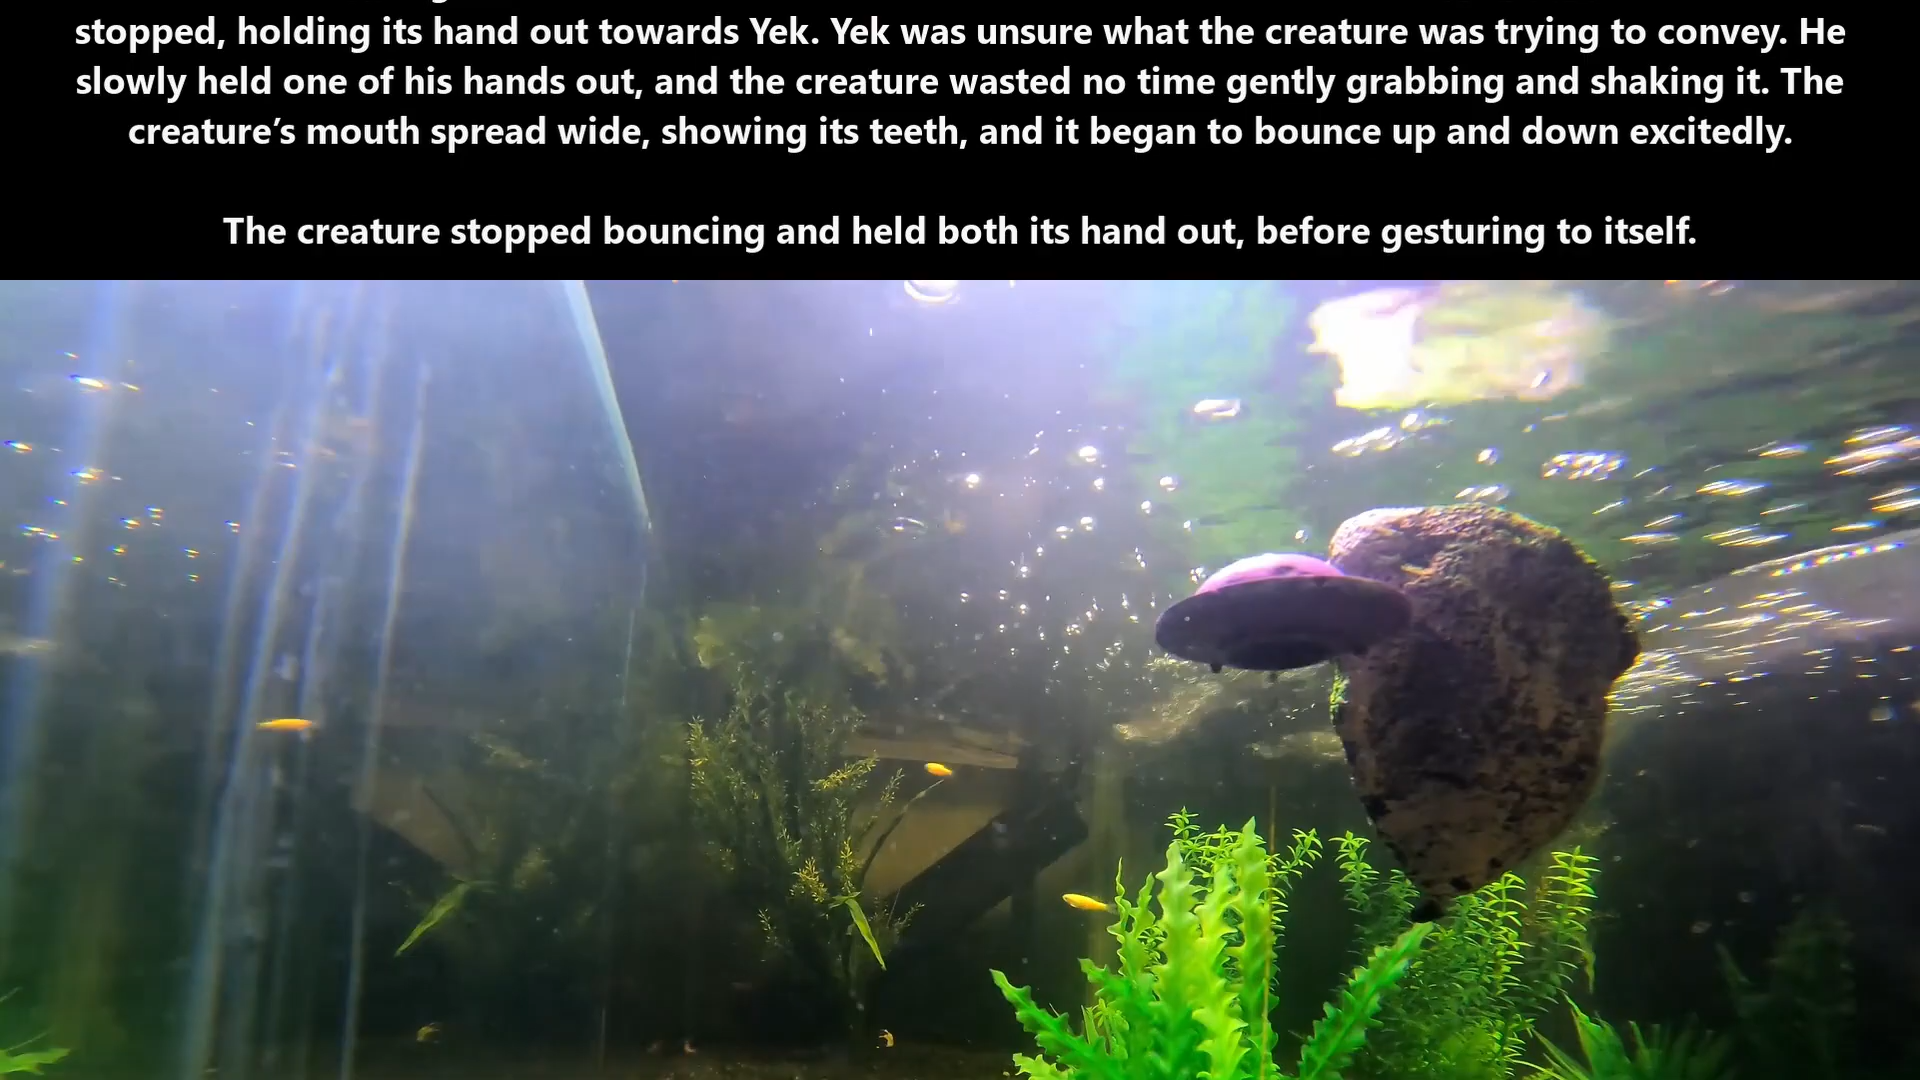 stopped, holding its hand out towards Yek. Yek was unsure what the creature was trying to convey. He
slowly held one of his hands out, and the creature wasted no time gently grabbing and shaking it. The
creature’s mouth spread wide, showing its teeth, and it began to bounce up and down excitedly.
The creature stopped bouncing and held both its hand out, before gesturing to itself.